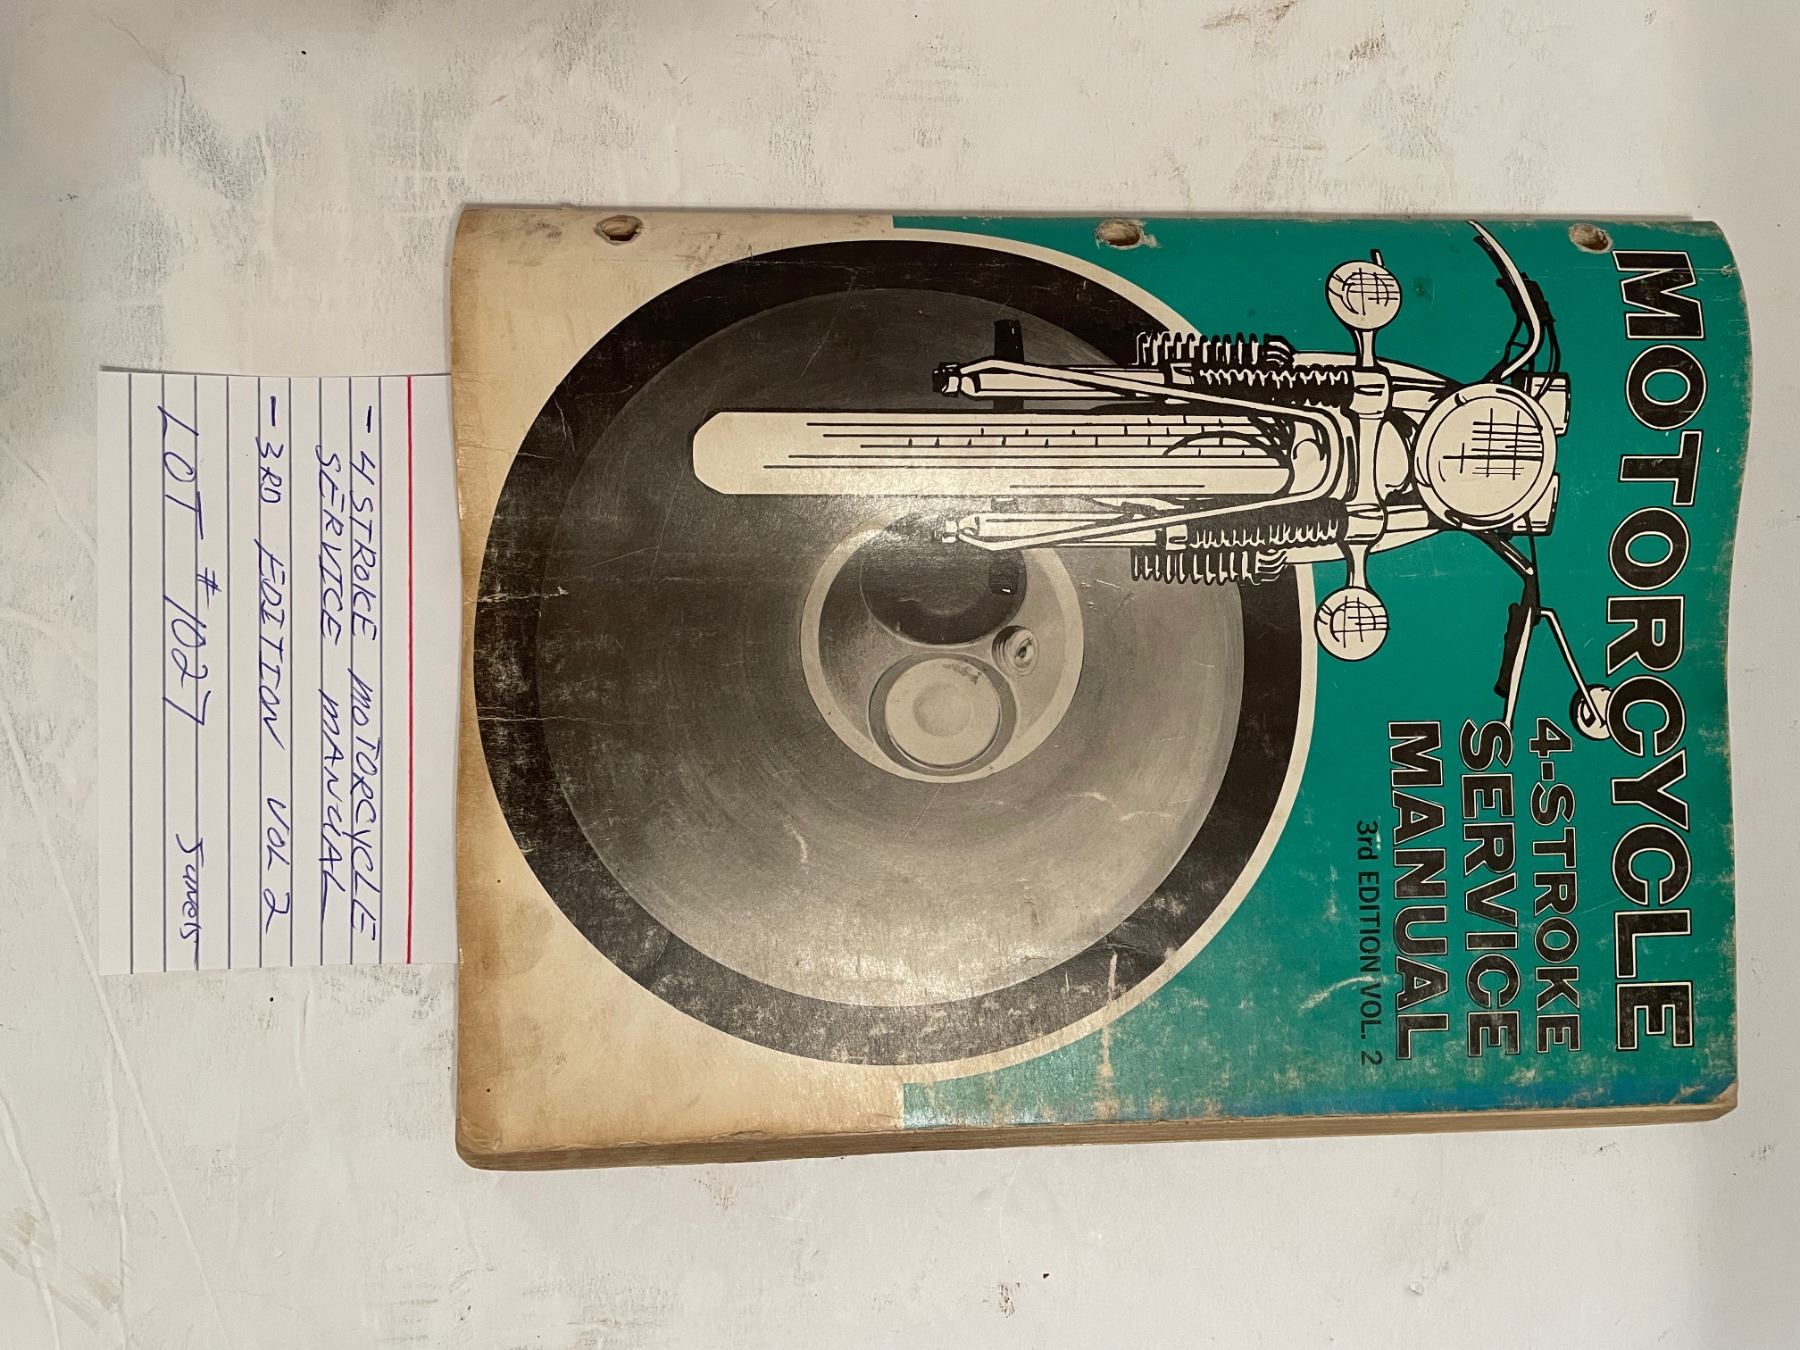 MOTORCYCLE
4-STROKE
SERVICE
MANUAL
3rd EDITION VOL. 2
- 4 STROKE MOTORCYCLE
SERVICE MANUAL
- 3RD EDITION VOL 2
LOT # 1027